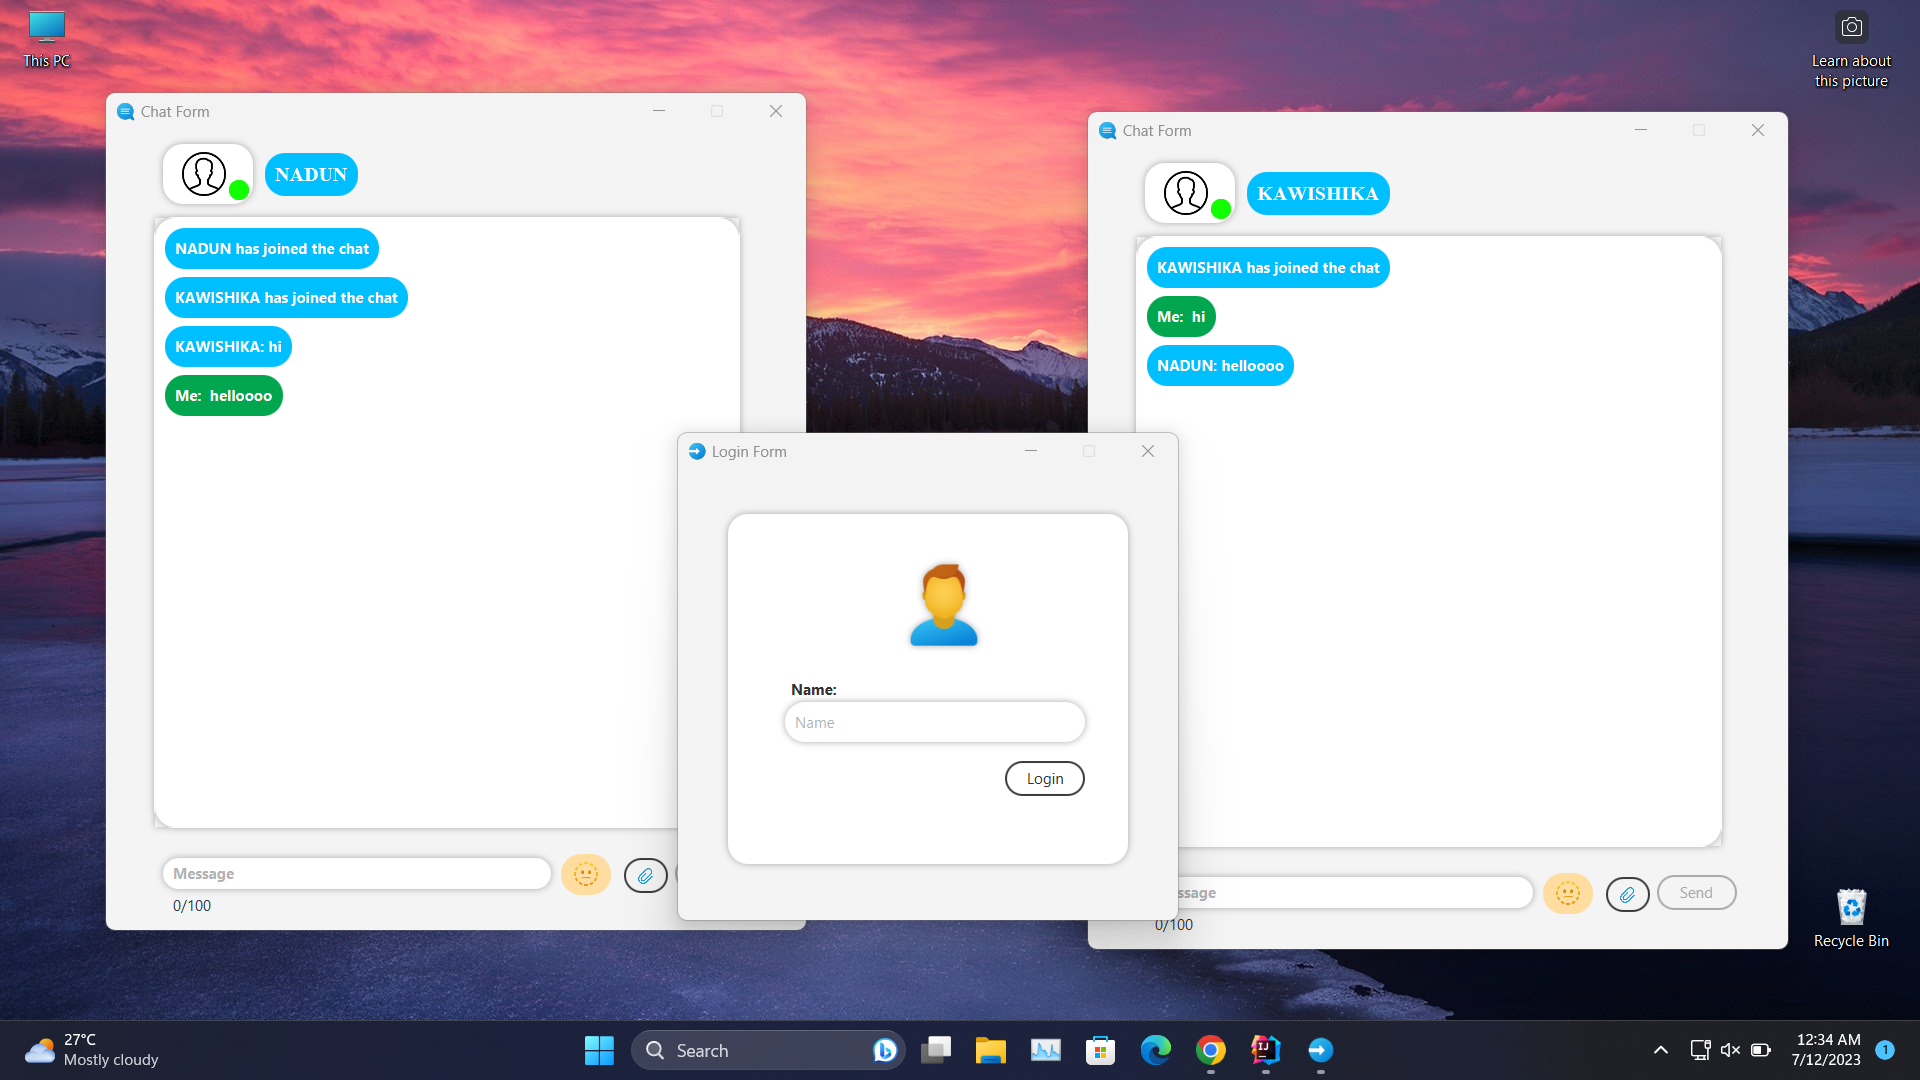 This PC
Learn about
this picture
Chat Form
NADUN
NADUN has joined the chat
KAWISHIKA has joined the chat
KAWISHIKA: hi
Me:  helloooo
Message
0/100
Chat Form
KAWISHIKA
KAWISHIKA has joined the chat
Me:  hi
NADUN: helloooo
ssage
Send
0/100
Login Form
Name:
Name
Login
Recycle Bin
27°C
Mostly cloudy
Search
IJ
12:34 AM
7/12/2023
1